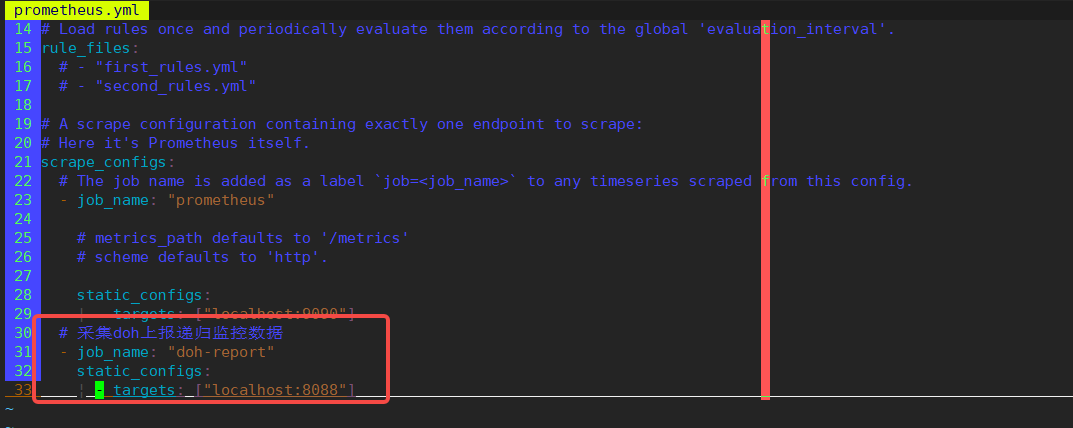 prometheus.yml
14 # Load rules once and periodically evaluate them according to the global 'evaluation_interval'.
15 rule_files:
16   # - "first_rules.yml"
17   # - "second_rules.yml"
18
19 # A scrape configuration containing exactly one endpoint to scrape:
20 # Here it's Prometheus itself.
21 scrape_configs:
22   # The job name is added as a label `job=<job_name>` to any timeseries scraped from this config.
23   - job_name: "prometheus"
24
25     # metrics_path defaults to '/metrics'
26     # scheme defaults to 'http'.
27
28     static_configs:
29     | - targets: ["localhost:9090"]
30   # 采集doh上报递归监控数据
31   - job_name: "doh-report"
32     static_configs:
33     | - targets: ["localhost:8088"]
~
~